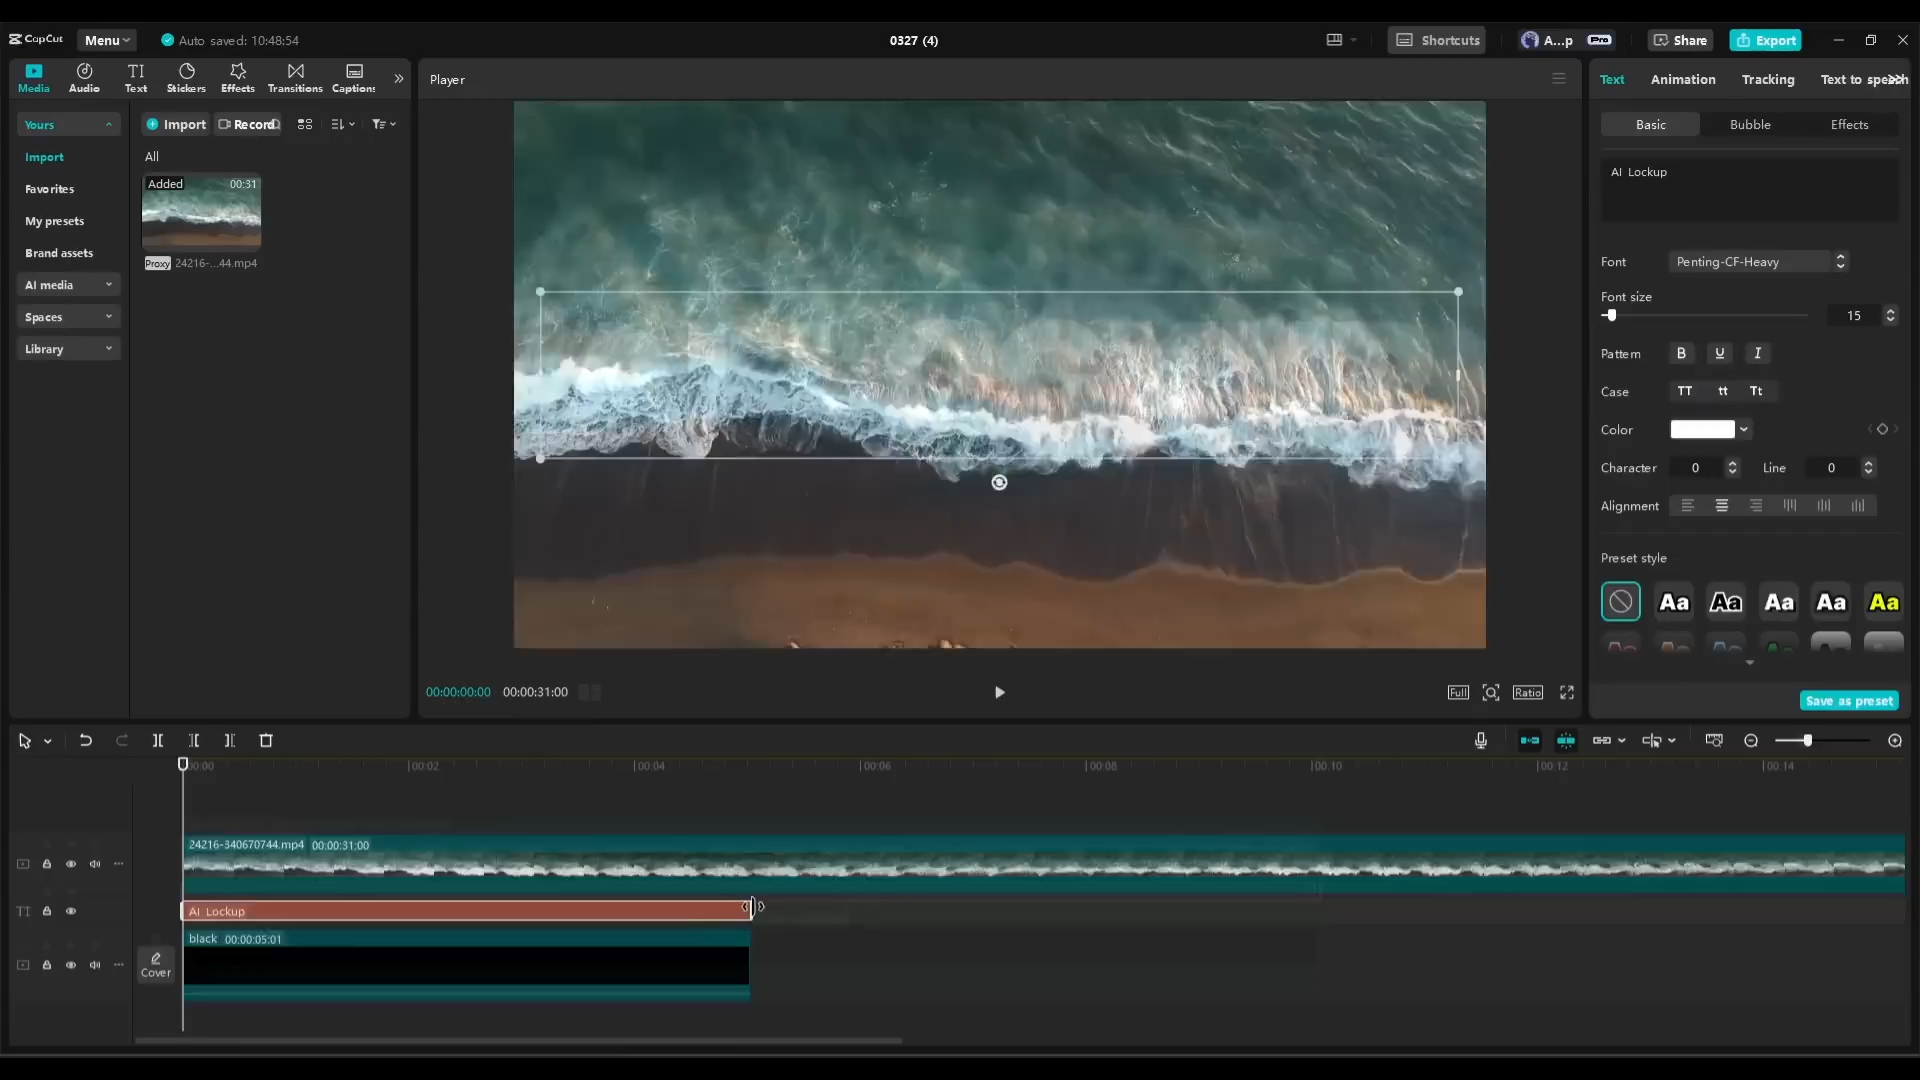 CapCut Menu Auto saved: 10:48:54 0327 (4) Shortcuts A...p Pro Share Export
Media Audio Text Stickers Effects Transitions Captions
Player
Text Animation Tracking Text to speech
Yours
Import
Favorites
My presets
Brand assets
AI media
Spaces
Library
Import Record
All
Added 00:31
Proxy 24216-...44.mp4
Basic Bubble Effects
AI Lockup
Font Penting-CF-Heavy
Font size
15
Pattern B U I
Case TT tt Tt
Color
Character 0 Line 0
Alignment
Preset style
Aa Aa Aa Aa Aa
Save as preset
00:00:00:00 00:00:31:00
Full Ratio
00:00 00:02 00:04 00:06 00:08 00:10 00:12 00:14
24216-340670744.mp4 00:00:31:00
TT AI Lockup
black 00:00:05:01
Cover